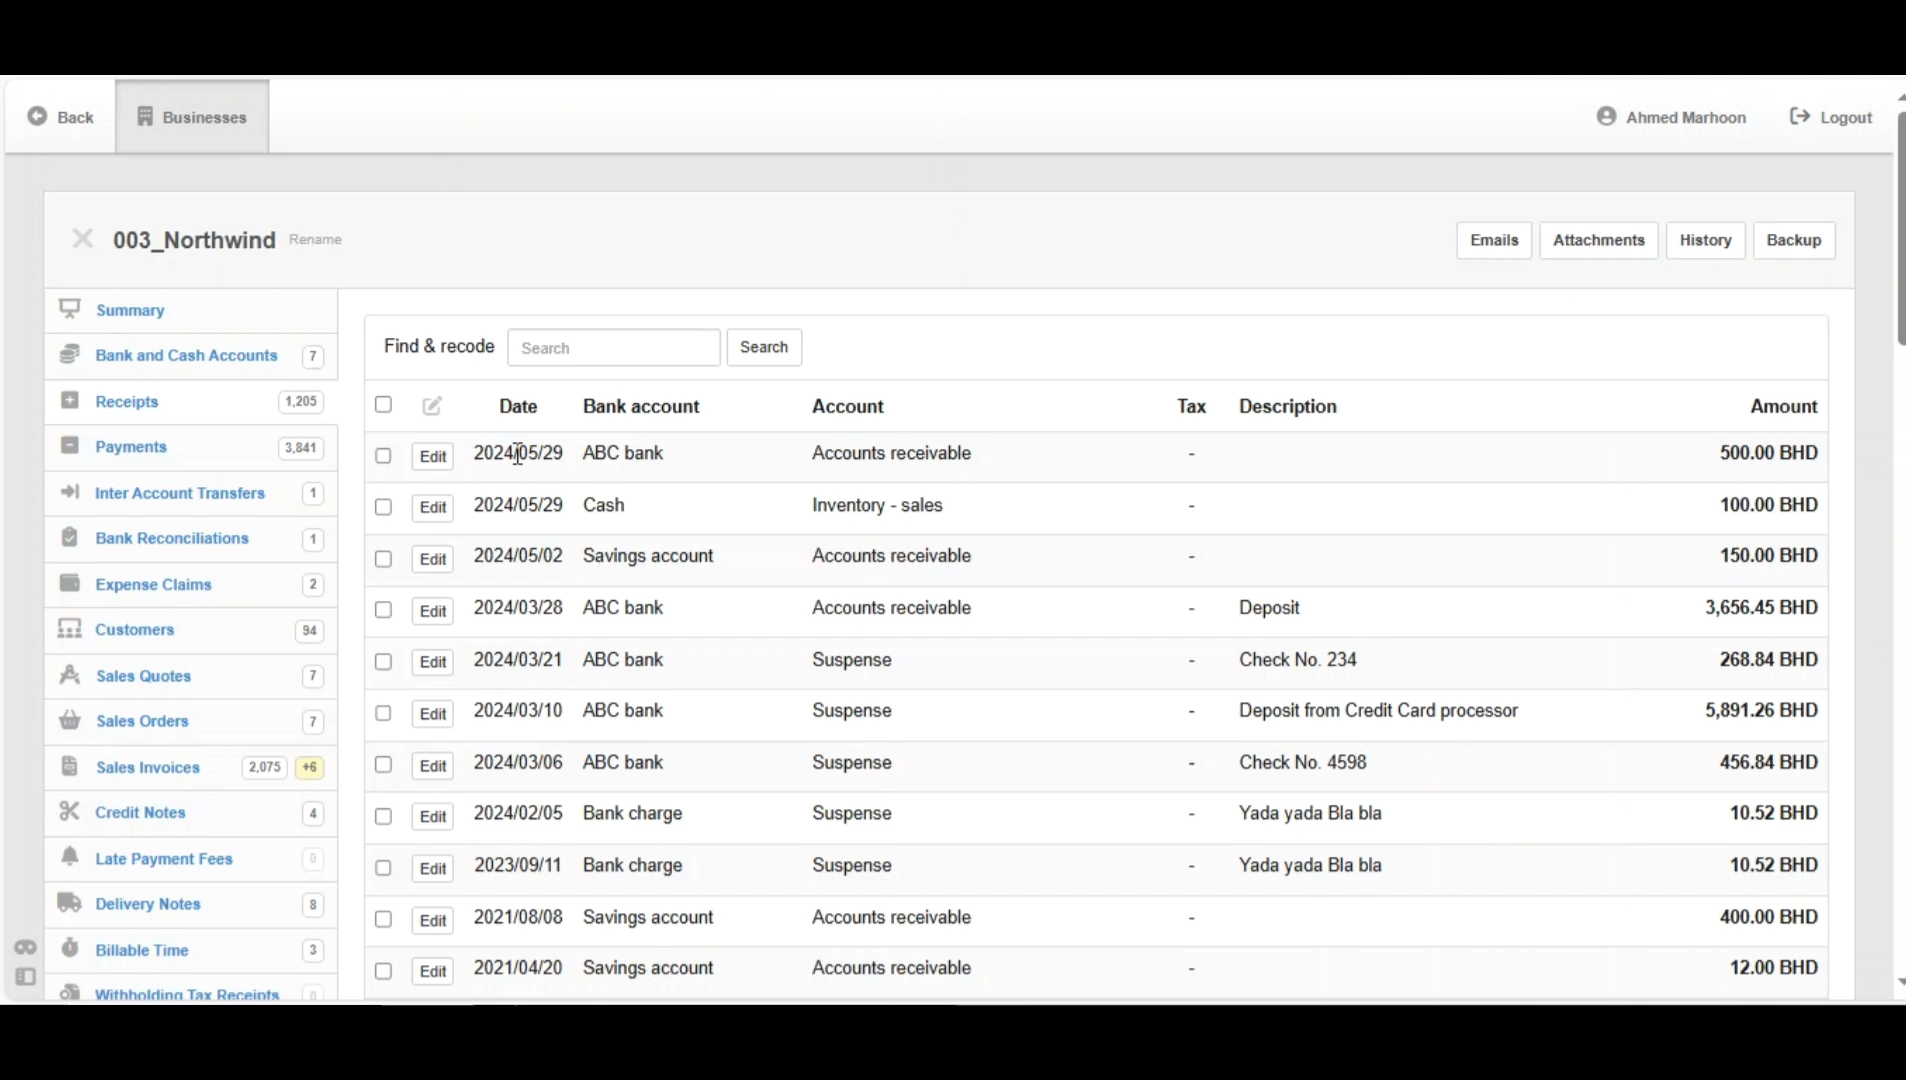 Back Businesses Ahmed Marhoon Logout
003_Northwind Rename Emails Attachments History Backup
Summary
Bank and Cash Accounts 7
Receipts 1,205
Payments 3,841
Inter Account Transfers 1
Bank Reconciliations 1
Expense Claims 2
Customers 94
Sales Quotes 7
Sales Orders 7
Sales Invoices 2,075 +6
Credit Notes 4
Late Payment Fees 0
Delivery Notes 8
Billable Time 3
Withholding Tax Receipts 0
Find & recode Search Search
Date Bank account Account Tax Description Amount
Edit 2024/05/29 ABC bank Accounts receivable - 500.00 BHD
Edit 2024/05/29 Cash Inventory - sales - 100.00 BHD
Edit 2024/05/02 Savings account Accounts receivable - 150.00 BHD
Edit 2024/03/28 ABC bank Accounts receivable - Deposit 3,656.45 BHD
Edit 2024/03/21 ABC bank Suspense - Check No. 234 268.84 BHD
Edit 2024/03/10 ABC bank Suspense - Deposit from Credit Card processor 5,891.26 BHD
Edit 2024/03/06 ABC bank Suspense - Check No. 4598 456.84 BHD
Edit 2024/02/05 Bank charge Suspense - Yada yada Bla bla 10.52 BHD
Edit 2023/09/11 Bank charge Suspense - Yada yada Bla bla 10.52 BHD
Edit 2021/08/08 Savings account Accounts receivable - 400.00 BHD
Edit 2021/04/20 Savings account Accounts receivable - 12.00 BHD